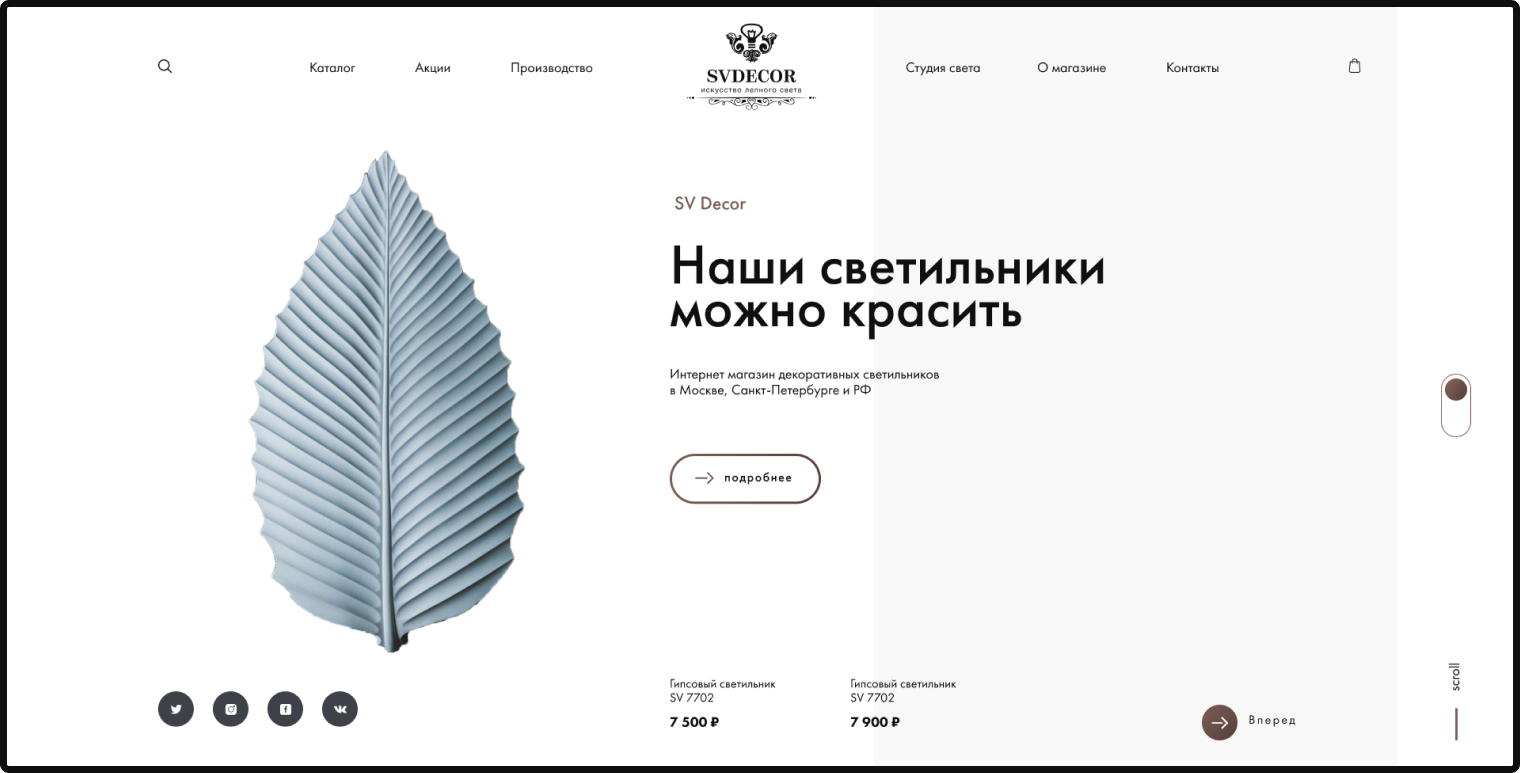 Каталог
Акции
Производство
SVDECOR
искусство лепного света
Студия света
О магазине
Контакты
SV Decor
Наши светильники
можно красить
Интернет магазин декоративных светильников
в Москве, Санкт-Петербурге и РФ
подробнее
Гипсовый светильник
SV 7702
7 500 ₽
Гипсовый светильник
SV 7702
7 900 ₽
Вперед
scroll